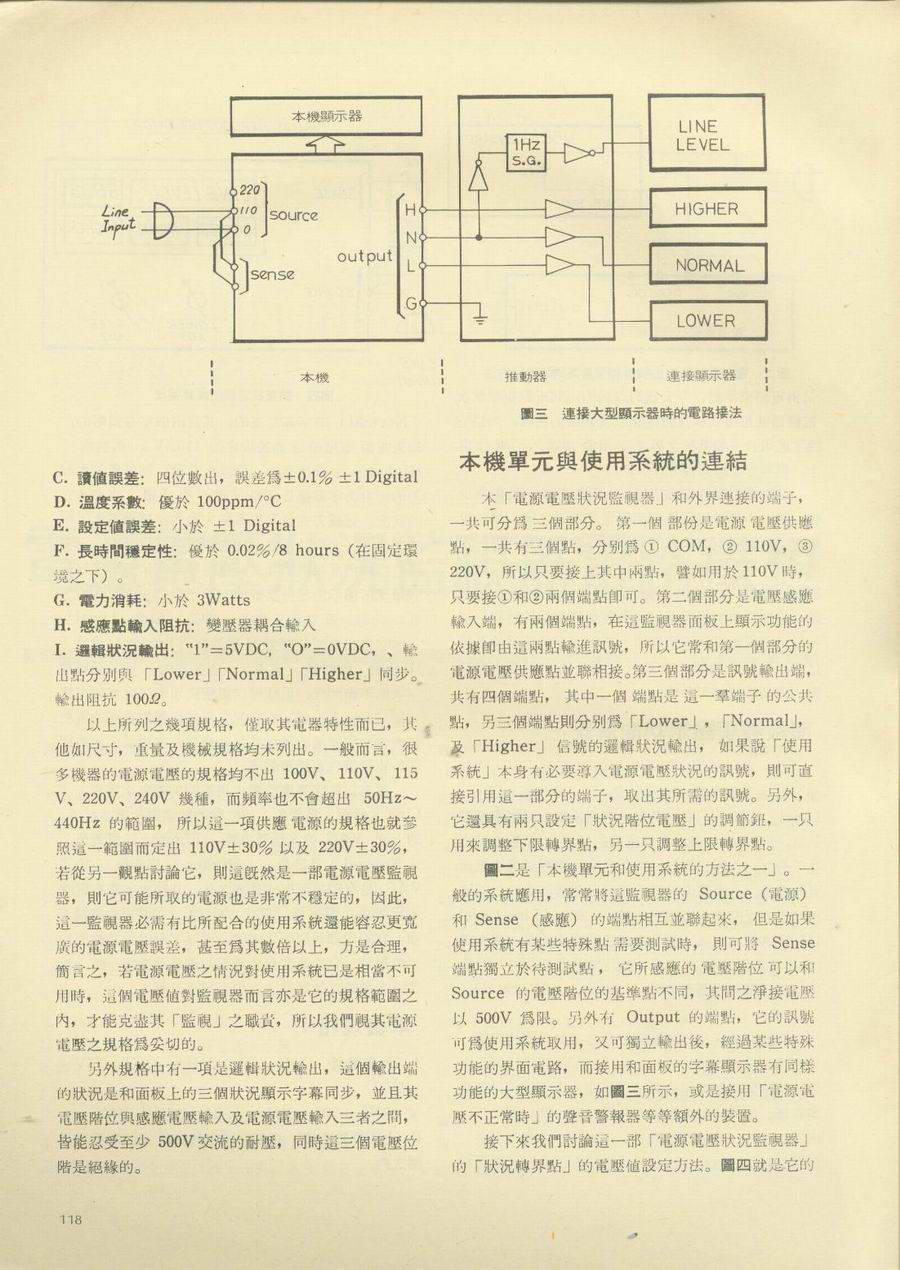 本機顯示器
LINE
LEVEL
1Hz
S.G.
220
110
0
source
sense
Line
Input
output
H
N
L
G
HIGHER
NORMAL
LOWER
本機
推動器
連接顯示器
圖三 連接大型顯示器時的電路接法
C. 讀值誤差: 四位數出，誤差爲±0.1% ±1 Digital
D. 溫度系數: 優於 100ppm/°C
E. 設定值誤差: 小於 ±1 Digital
F. 長時間穩定性: 優於 0.02%/8 hours (在固定環
境之下) 。
G. 電力消耗: 小於 3Watts
H. 感應點輸入阻抗: 變壓器耦合輸入
I. 邏輯狀況輸出: "1"=5VDC, "O"=0VDC, 、輸
出點分別與 「Lower」「Normal」「Higher」同步。
輸出阻抗 100Ω。
以上所列之幾項規格，僅取其電器特性而已，其
他如尺寸，重量及機械規格均未列出。一般而言，很
多機器的電源電壓的規格均不出 100V、110V、115
V、220V、240V 幾種，而頻率也不會超出 50Hz～
440Hz 的範圍， 所以這一項供應電源的規格也就參
照這一範圍而定出 110V±30% 以及 220V±30%，
若從另一觀點討論它，則這旣然是一部電源電壓監視
器，則它可能所取的電源也是非常不穩定的，因此，
這一監視器必需有比所配合的使用系統還能容忍更寬
廣的電源電壓誤差，甚至爲其數倍以上，方是合理，
簡言之，若電源電壓之情況對使用系統已是相當不可
用時，這個電壓值對監視器而言亦是它的規格範圍之
內，才能克盡其「監視」之職責，所以我們視其電源
電壓之規格爲妥切的。
另外規格中有一項是邏輯狀況輸出，這個輸出端
的狀況是和面板上的三個狀況顯示字幕同步，並且其
電壓階位與感應電壓輸入及電源電壓輸入三者之間，
皆能忍受至少 500V 交流的耐壓，同時這三個電壓位
階是絕緣的。
本機單元與使用系統的連結
本「電源電壓狀況監視器」和外界連接的端子，
一共可分爲三個部分。 第一個部份是電源電壓供應
點，一共有三個點，分別爲 ① COM，② 110V，③
220V，所以只要接上其中兩點，譬如用於110V時，
只要接①和②兩個端點卽可。第二個部分是電壓感應
輸入端，有兩個端點，在這監視器面板上顯示功能的
依據卽由這兩點輸進訊號，所以它常和第一個部分的
電源電壓供應點並聯相接。第三個部分是訊號輸出端，
共有四個端點， 其中一個端點是這一羣端子的公共
點，另三個端點則分別爲「Lower」，「Normal」，
及「Higher」 信號的邏輯狀況輸出， 如果說「使用
系統」本身有必要導入電源電壓狀況的訊號，則可直
接引用這一部分的端子，取出其所需的訊號。另外，
它還具有兩只設定「狀況階位電壓」的調節鈕，一只
用來調整下限轉界點，另一只調整上限轉界點。
圖二是「本機單元和使用系統的方法之一」。一
般的系統應用，常常將這監視器的 Source（電源）
和 Sense （感應） 的端點相互並聯起來， 但是如果
使用系統有某些特殊點需要測試時， 則可將 Sense
端點獨立於待測試點， 它所感應的電壓階位可以和
Source 的電壓階位的基準點不同，其間之淨接電壓
以 500V 爲限。另外有 Output 的端點，它的訊號
可爲使用系統取用，又可獨立輸出後，經過某些特殊
功能的界面電路，而接用和面板的字幕顯示器有同樣
功能的大型顯示器，如圖三所示，或是接用「電源電
壓不正常時」的聲音警報器等等額外的裝置。
接下來我們討論這一部「電源電壓狀況監視器」
的「狀況轉界點」的電壓值設定方法。圖四就是它的
118